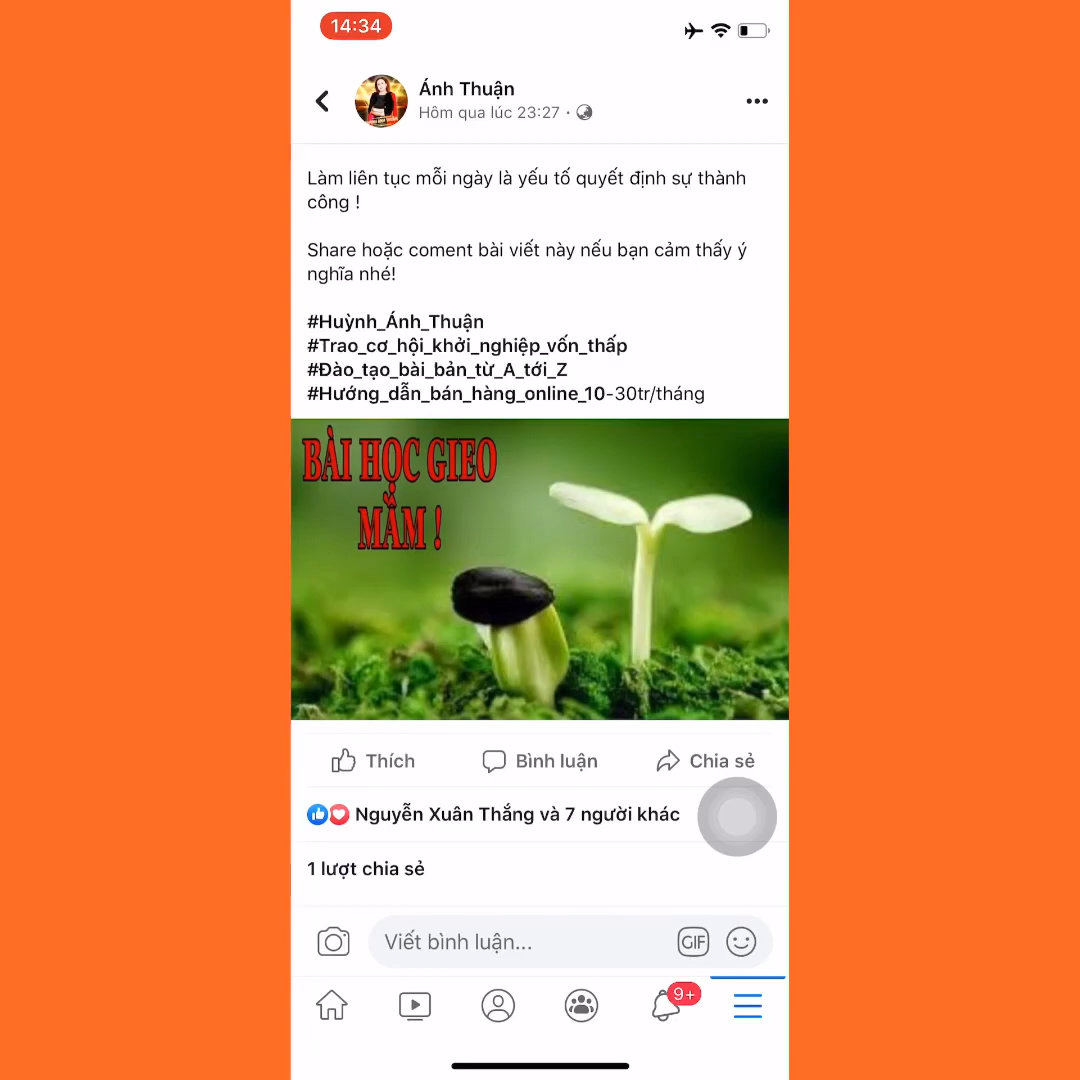 14:34
Ánh Thuận
Hôm qua lúc 23:27 ·
Làm liên tục mỗi ngày là yếu tố quyết định sự thành
công !
Share hoặc coment bài viết này nếu bạn cảm thấy ý
nghĩa nhé!
#Huỳnh_Ánh_Thuận
#Trao_cơ_hội_khởi_nghiệp_vốn_thấp
#Đào_tạo_bài_bản_từ_A_tới_Z
#Hướng_dẫn_bán_hàng_online_10-30tr/tháng
BÀI HỌC GIEO
MẦM !
Thích
Bình luận
Chia sẻ
Nguyễn Xuân Thắng và 7 người khác
1 lượt chia sẻ
Viết bình luận...
GIF
9+